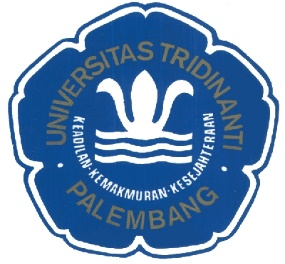 UNIVERSITAS TRIDINANTI
KEADILAN·KEMAKMURAN·KESEJAHTERAAN
· PALEMBANG ·